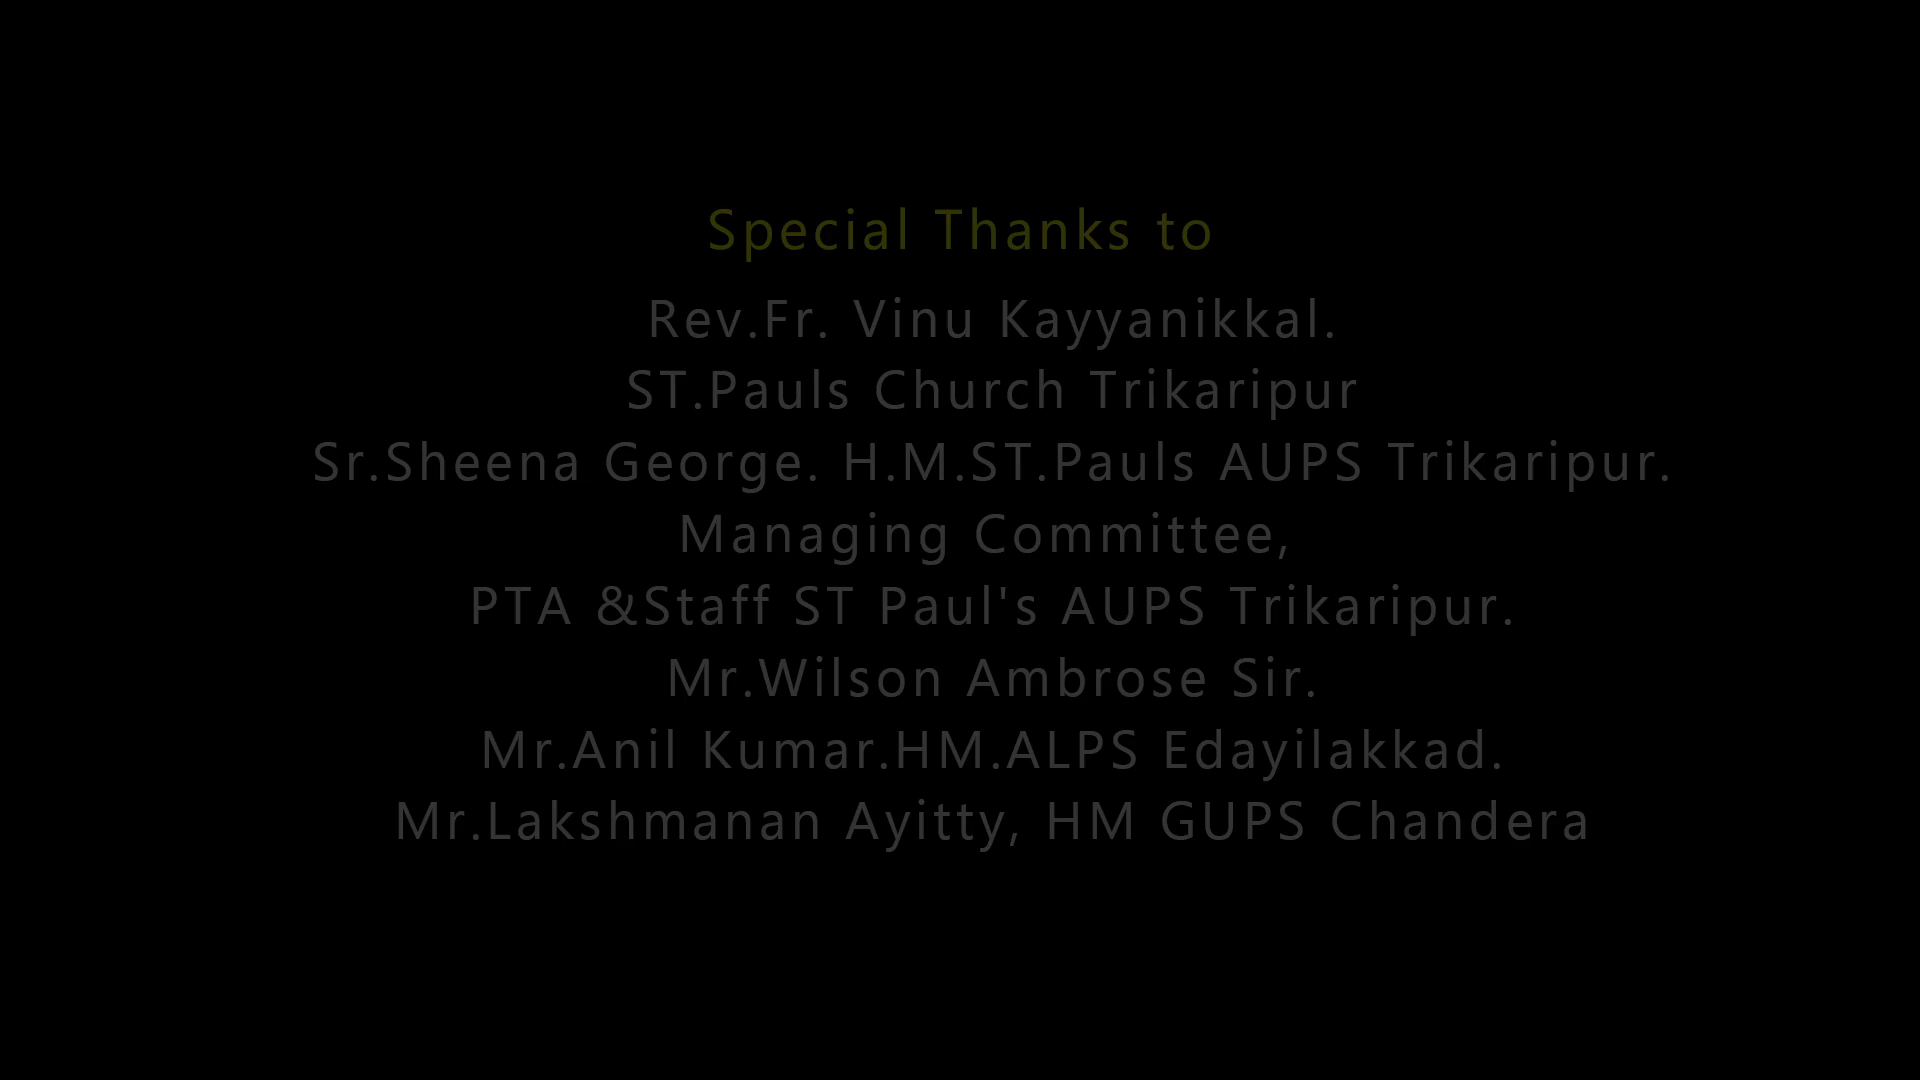 Special Thanks to
Rev.Fr. Vinu Kayyanikkal.
ST.Pauls Church Trikaripur
Sr.Sheena George. H.M.ST.Pauls AUPS Trikaripur.
Managing Committee,
PTA &Staff ST Paul's AUPS Trikaripur.
Mr.Wilson Ambrose Sir.
Mr.Anil Kumar.HM.ALPS Edayilakkad.
Mr.Lakshmanan Ayitty, HM GUPS Chandera